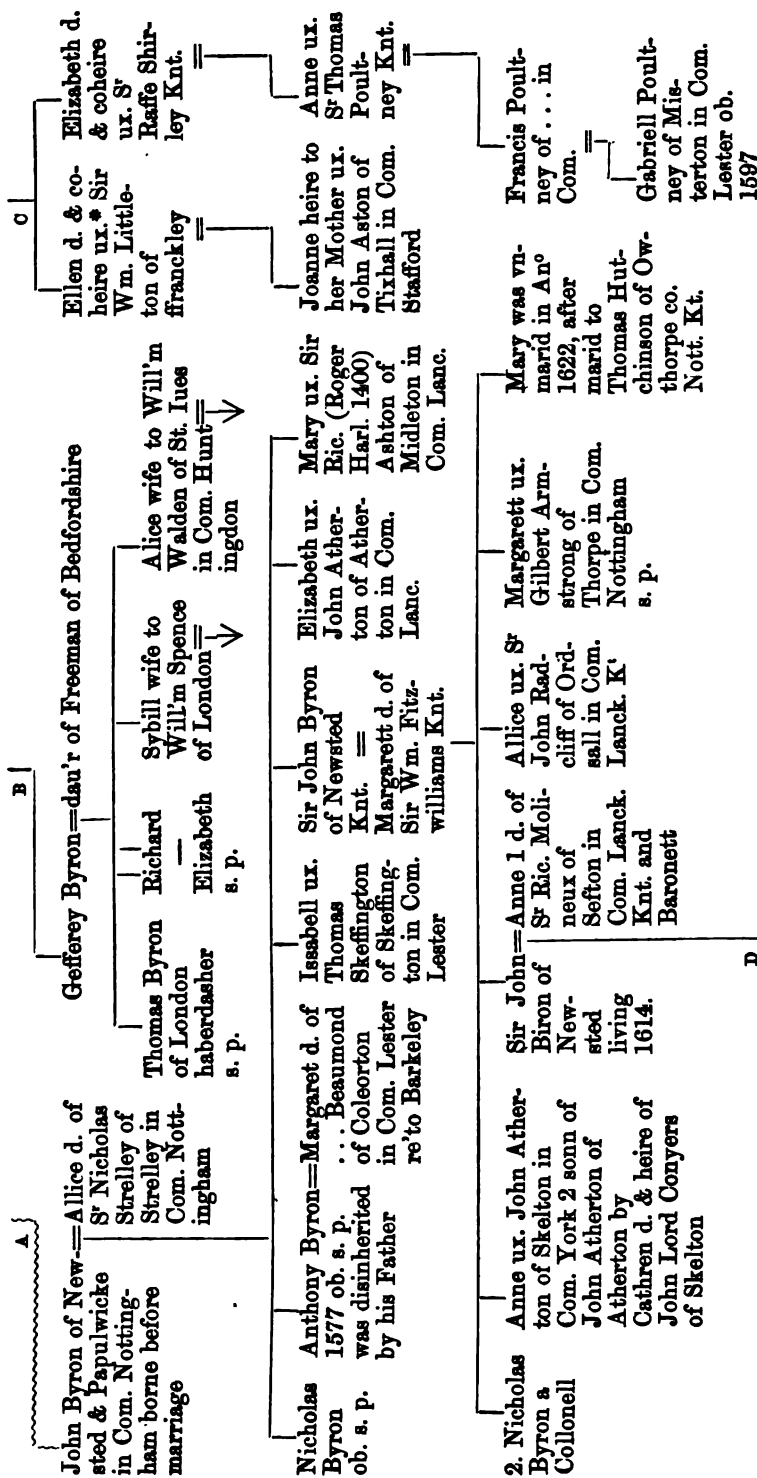 A
B
C
John Byron of New-
sted & Papulwicke
in Com. Notting-
ham borne before
marriage
=Allice d. of
Sr Nicholas
Strelley of
Strelley in
Com. Nott-
ingham
Gefferey Byron=dau'r of Freeman of Bedfordshire
Ellen d. & co-
heire ux.* Sir
Wm. Little-
ton of
ffranckley
=
Elizabeth d.
& coheire
ux. Sr
Raffe Shir-
ley Knt.
=
Thomas Byron
of London
haberdasher
s. p.
Richard
—
Elizabeth
s. p.
Sybill wife to
Will'm Spence
of London=
Alice wife to Will'm
Walden of St. Iues
in Com. Hunt=
ingdon
Joanne heire to
her Mother ux.
John Aston of
Tixhall in Com.
Stafford
Anne ux.
Sr Thomas
Poult-
ney Knt.
=
Nicholas
Byron
ob. s. p.
Anthony Byron=Margaret d. of
1577 ob. s. p.
was disinherited
by his Father
... Beaumond
of Coleorton
in Com. Lester
re'to Barkeley
Issabell ux.
Thomas
Skeffington
of Skeffing-
ton in Com.
Lester
Sir John Byron
of Newsted
Knt. =
Margarett d. of
Sir Wm. Fitz-
williams Knt.
Elizabeth ux.
John Ather-
ton of Ather-
ton in Com.
Lanc.
Mary ux. Sir
Ric. (Roger
Harl. 1400)
Ashton of
Midleton in
Com. Lanc.
Francis Poult-
ney of ... in
Com.
=
2. Nicholas
Byron a
Collonell
Anne ux. John Ather-
ton of Skelton in
Com. York 2 sonn of
John Atherton of
Atherton by
Cathren d. & heire of
John Lord Conyers
of Skelton
Sir John=Anne 1 d. of
Biron of
New-
sted
living
1614.
Sr Ric. Moli-
neux of
Sefton in
Com. Lanck.
Knt. and
Baronett
Allice ux. Sr
John Rad-
cliff of Ord-
sall in Com.
Lanck. Kt
Margarett ux.
Gilbert Arm-
strong of
Thorpe in Com.
Nottingham
s. p.
Mary was vn-
marid in Ano
1622, after
marid to
Thomas Hut-
chinson of Ow-
thorpe co.
Nott. Kt.
Gabriell Poult-
ney of Mis-
terton in Com.
Lester ob.
1597
D